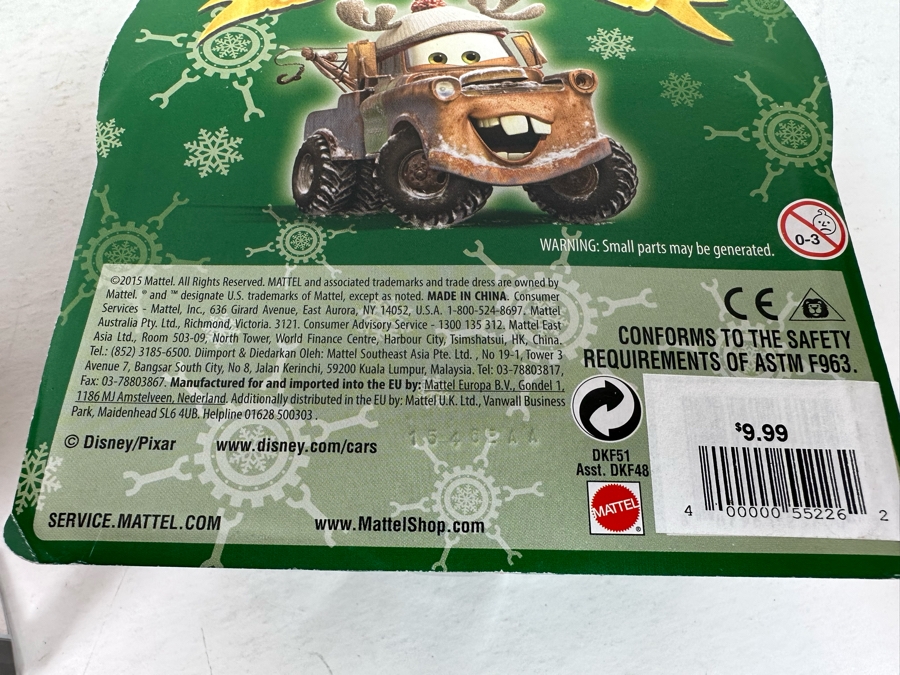 WARNING: Small parts may be generated.
0-3
©2015 Mattel. All Rights Reserved. MATTEL and associated trademarks and trade dress are owned by
Mattel. ® and ™ designate U.S. trademarks of Mattel, except as noted. MADE IN CHINA. Consumer
Services - Mattel, Inc., 636 Girard Avenue, East Aurora, NY 14052, U.S.A. 1-800-524-8697. Mattel
Australia Pty. Ltd., Richmond, Victoria. 3121. Consumer Advisory Service - 1300 135 312. Mattel East
Asia Ltd., Room 503-09, North Tower, World Finance Centre, Harbour City, Tsimshatsui, HK, China.
Tel.: (852) 3185-6500. Diimport & Diedarkan Oleh: Mattel Southeast Asia Pte. Ltd., No 19-1, Tower 3
Avenue 7, Bangsar South City, No 8, Jalan Kerinchi, 59200 Kuala Lumpur, Malaysia. Tel: 03-78803817,
Fax: 03-78803867. Manufactured for and imported into the EU by: Mattel Europa B.V., Gondel 1,
1186 MJ Amstelveen, Nederland. Additionally distributed in the EU by: Mattel U.K. Ltd., Vanwall Business
Park, Maidenhead SL6 4UB. Helpline 01628 500303.
© Disney/Pixar
www.disney.com/cars
SERVICE.MATTEL.COM
www.MattelShop.com
CE
CONFORMS TO THE SAFETY
REQUIREMENTS OF ASTM F963.
DKF51
Asst. DKF48
MATTEL
$9.99
4 00000 55226 2